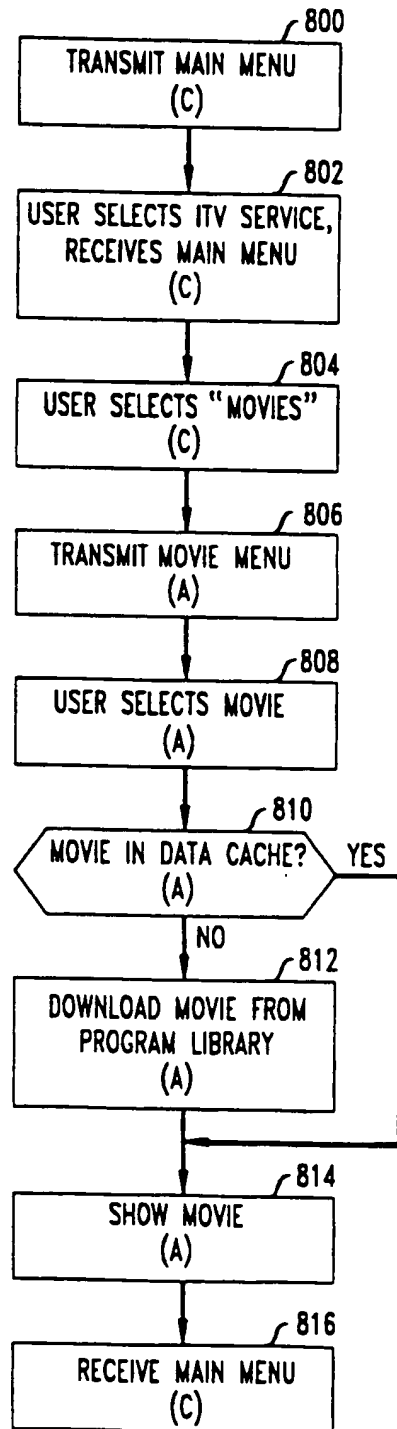 800
TRANSMIT MAIN MENU
(C)
802
USER SELECTS ITV SERVICE,
RECEIVES MAIN MENU
(C)
804
USER SELECTS "MOVIES"
(C)
806
TRANSMIT MOVIE MENU
(A)
808
USER SELECTS MOVIE
(A)
810
MOVIE IN DATA CACHE?
(A)
YES
NO
812
DOWNLOAD MOVIE FROM
PROGRAM LIBRARY
(A)
814
SHOW MOVIE
(A)
816
RECEIVE MAIN MENU
(C)